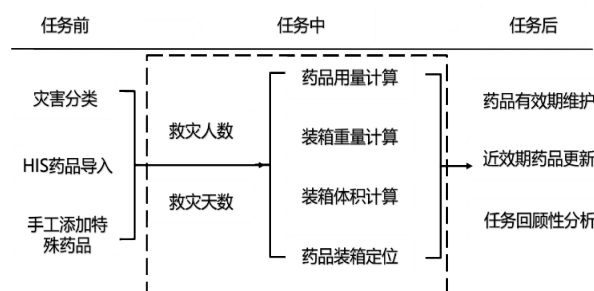 任务前
任务中
任务后
灾害分类
HIS药品导入
手工添加特
殊药品
救灾人数
救灾天数
药品用量计算
装箱重量计算
装箱体积计算
药品装箱定位
药品有效期维护
近效期药品更新
任务回顾性分析